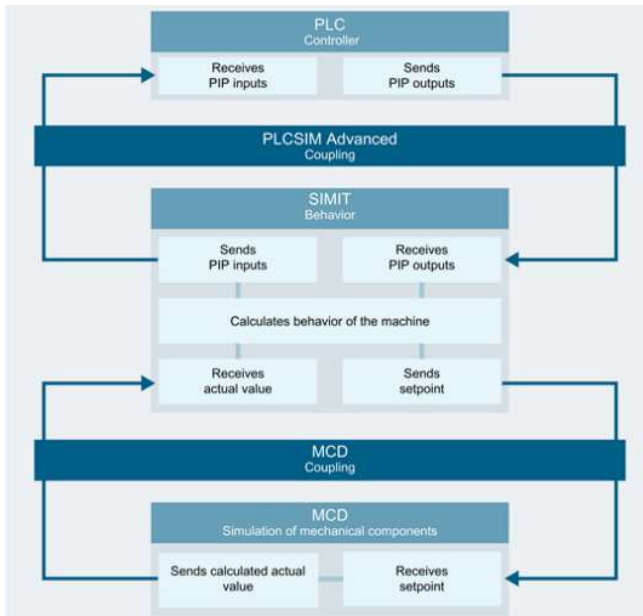 PLC
Controller
Receives
PIP inputs
Sends
PIP outputs
PLCSIM Advanced
Coupling
SIMIT
Behavior
Sends
PIP inputs
Receives
PIP outputs
Calculates behavior of the machine
Receives
actual value
Sends
setpoint
MCD
Coupling
MCD
Simulation of mechanical components
Sends calculated actual
value
Receives
setpoint